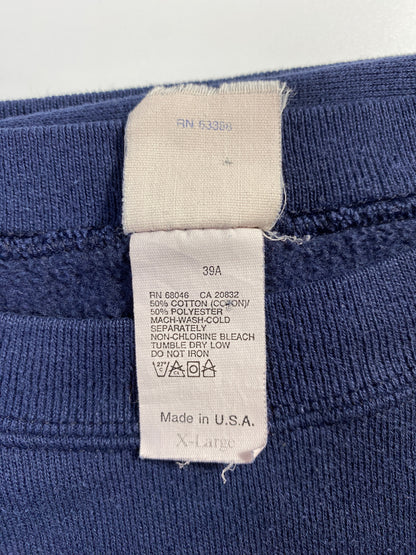 RN 53398
39A
RN 68046 CA 20832
50% COTTON (COTON)/
50% POLYESTER
MACH-WASH-COLD
SEPARATELY
NON-CHLORINE BLEACH
TUMBLE DRY LOW
DO NOT IRON
Made in U.S.A.
X-Large